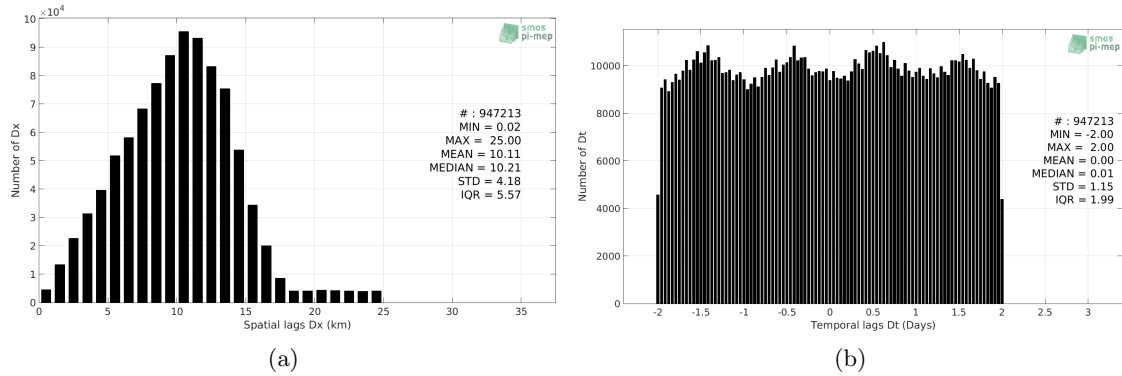 ×10⁴
10
9
8
7
6
5
4
3
2
1
0
Number of Dx
smos
pi-mep
# : 947213
MIN = 0.02
MAX = 25.00
MEAN = 10.11
MEDIAN = 10.21
STD = 4.18
IQR = 5.57
0 5 10 15 20 25 30 35
Spatial lags Dx (km)
(a)
smos
pi-mep
10000
8000
6000
4000
2000
0
Number of Dt
# : 947213
MIN = -2.00
MAX = 2.00
MEAN = 0.00
MEDIAN = 0.01
STD = 1.15
IQR = 1.99
-2 -1.5 -1 -0.5 0 0.5 1 1.5 2 2.5 3
Temporal lags Dt (Days)
(b)